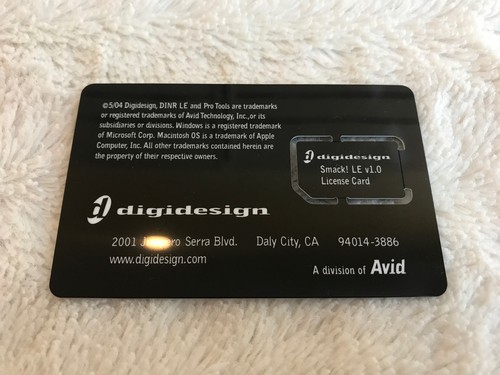 ©5/04 Digidesign, DINR LE and Pro Tools are trademarks
or registered trademarks of Avid Technology, Inc., or its
subsidiaries or divisions. Windows is a registered trademark
of Microsoft Corp. Macintosh OS is a trademark of Apple
Computer, Inc. All other trademarks contained herein are
the property of their respective owners.
digidesign
Smack! LE v1.0
License Card
digidesign
2001 Serra Blvd. Daly City, CA 94014-3886
www.digidesign.com
A division of Avid